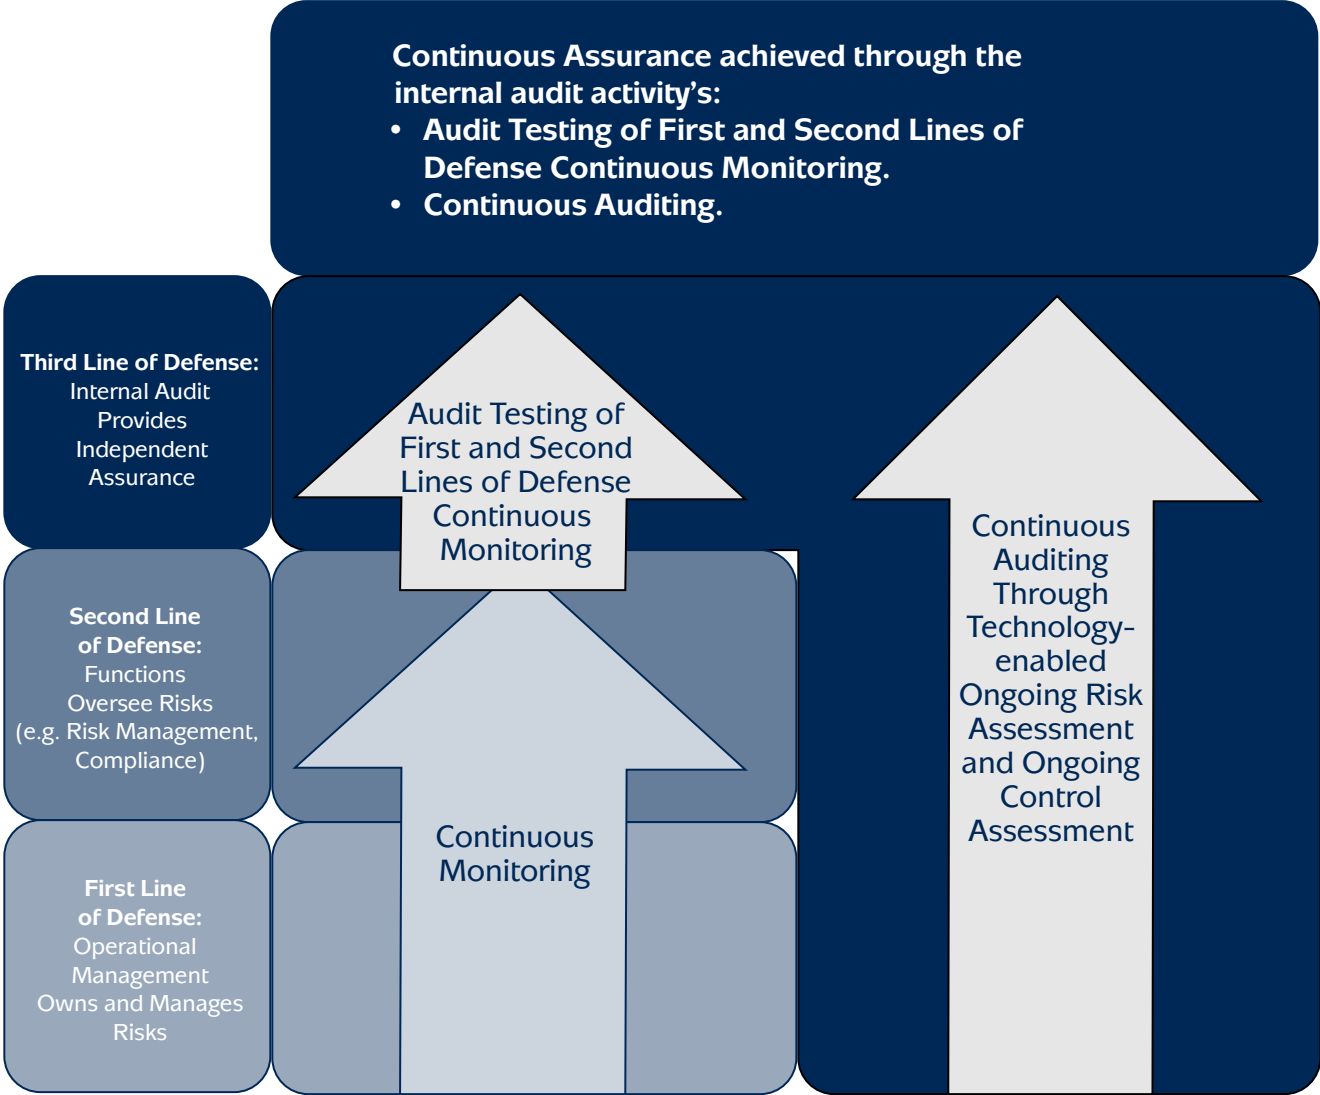 Continuous Assurance achieved through the
internal audit activity’s:
• Audit Testing of First and Second Lines of
Defense Continuous Monitoring.
• Continuous Auditing.
Third Line of Defense:
Internal Audit
Provides
Independent
Assurance
Audit Testing of
First and Second
Lines of Defense
Continuous
Monitoring
Second Line
of Defense:
Functions
Oversee Risks
(e.g. Risk Management,
Compliance)
First Line
of Defense:
Operational
Management
Owns and Manages
Risks
Continuous
Monitoring
Continuous
Auditing
Through
Technology-
enabled
Ongoing Risk
Assessment
and Ongoing
Control
Assessment